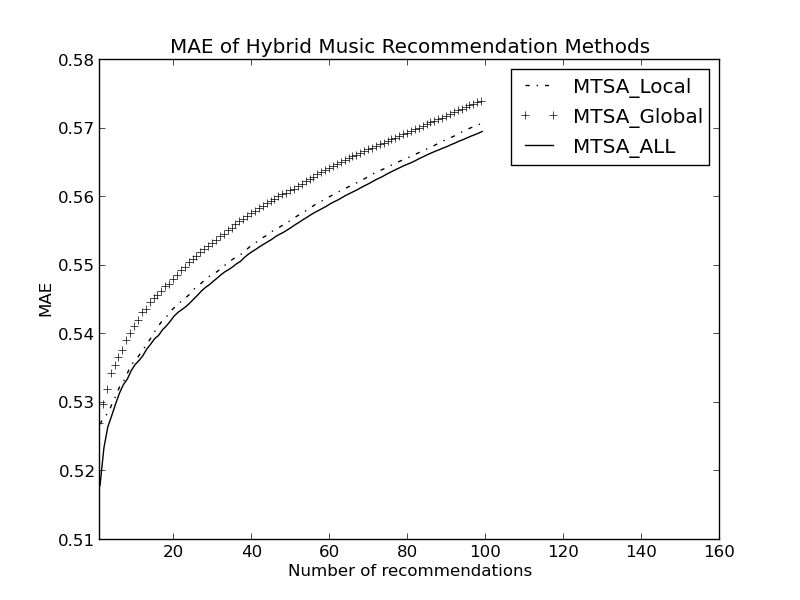 MAE of Hybrid Music Recommendation Methods
0.58
0.57
0.56
0.55
0.54
0.53
0.52
0.51
MAE
MTSA_Local
MTSA_Global
MTSA_ALL
20 40 60 80 100 120 140 160
Number of recommendations